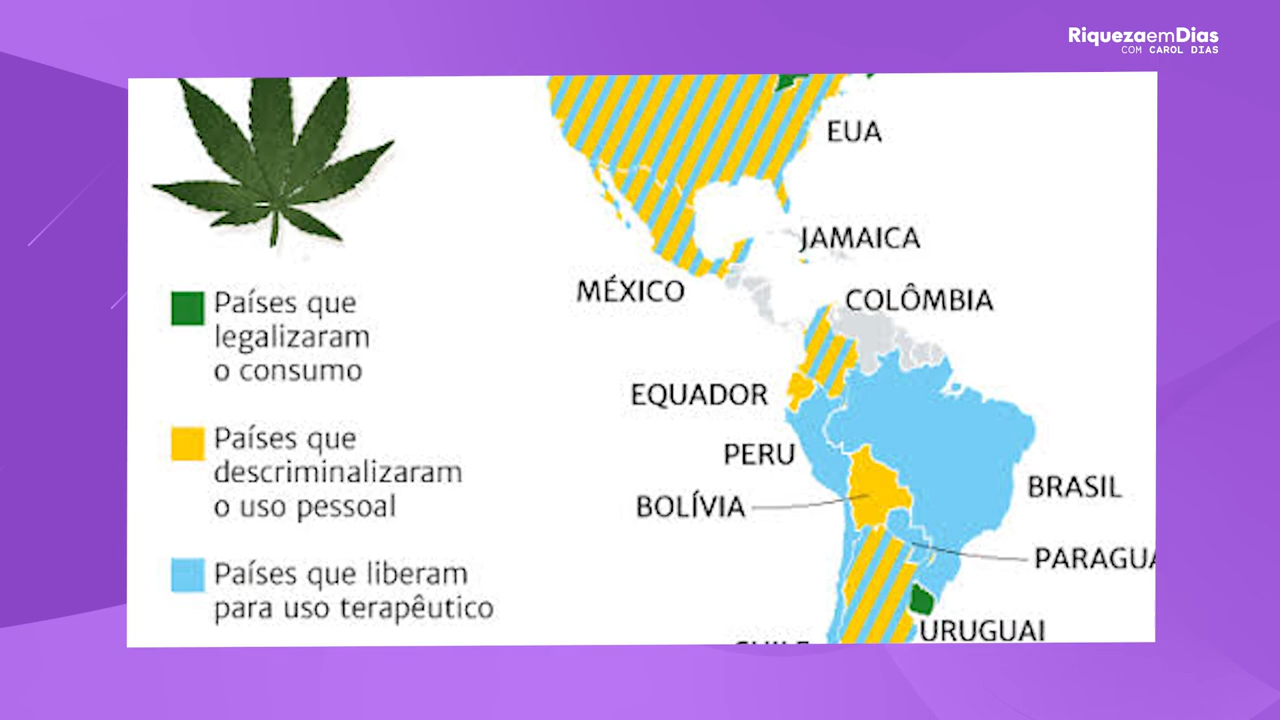 RiquezaemDias
COM CAROL DIAS
EUA
JAMAICA
MÉXICO
COLÔMBIA
Países que
legalizaram
o consumo
EQUADOR
Países que
descriminalizaram
o uso pessoal
PERU
BOLÍVIA
BRASIL
PARAGUA
Países que liberam
para uso terapêutico
URUGUAI